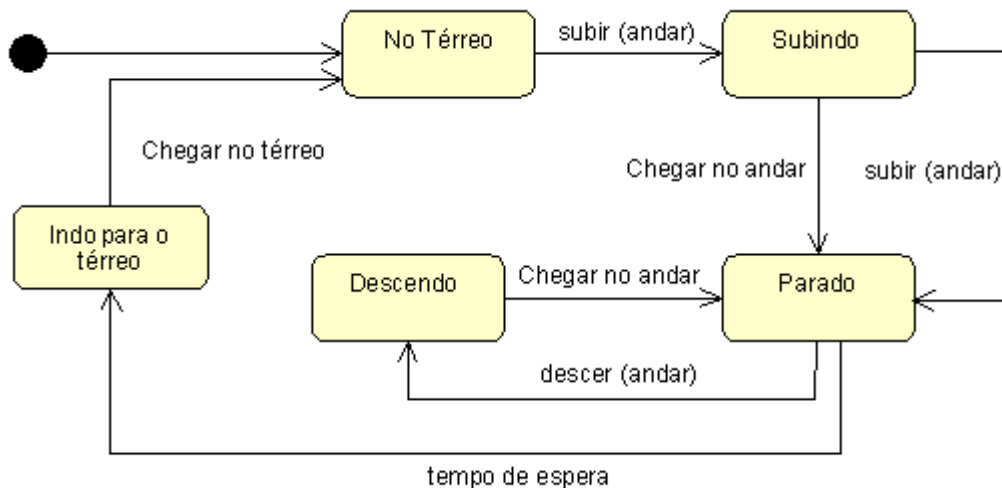 No Térreo
subir (andar)
Subindo
Chegar no térreo
Chegar no andar
subir (andar)
Indo para o
térreo
Descendo
Chegar no andar
Parado
descer (andar)
tempo de espera